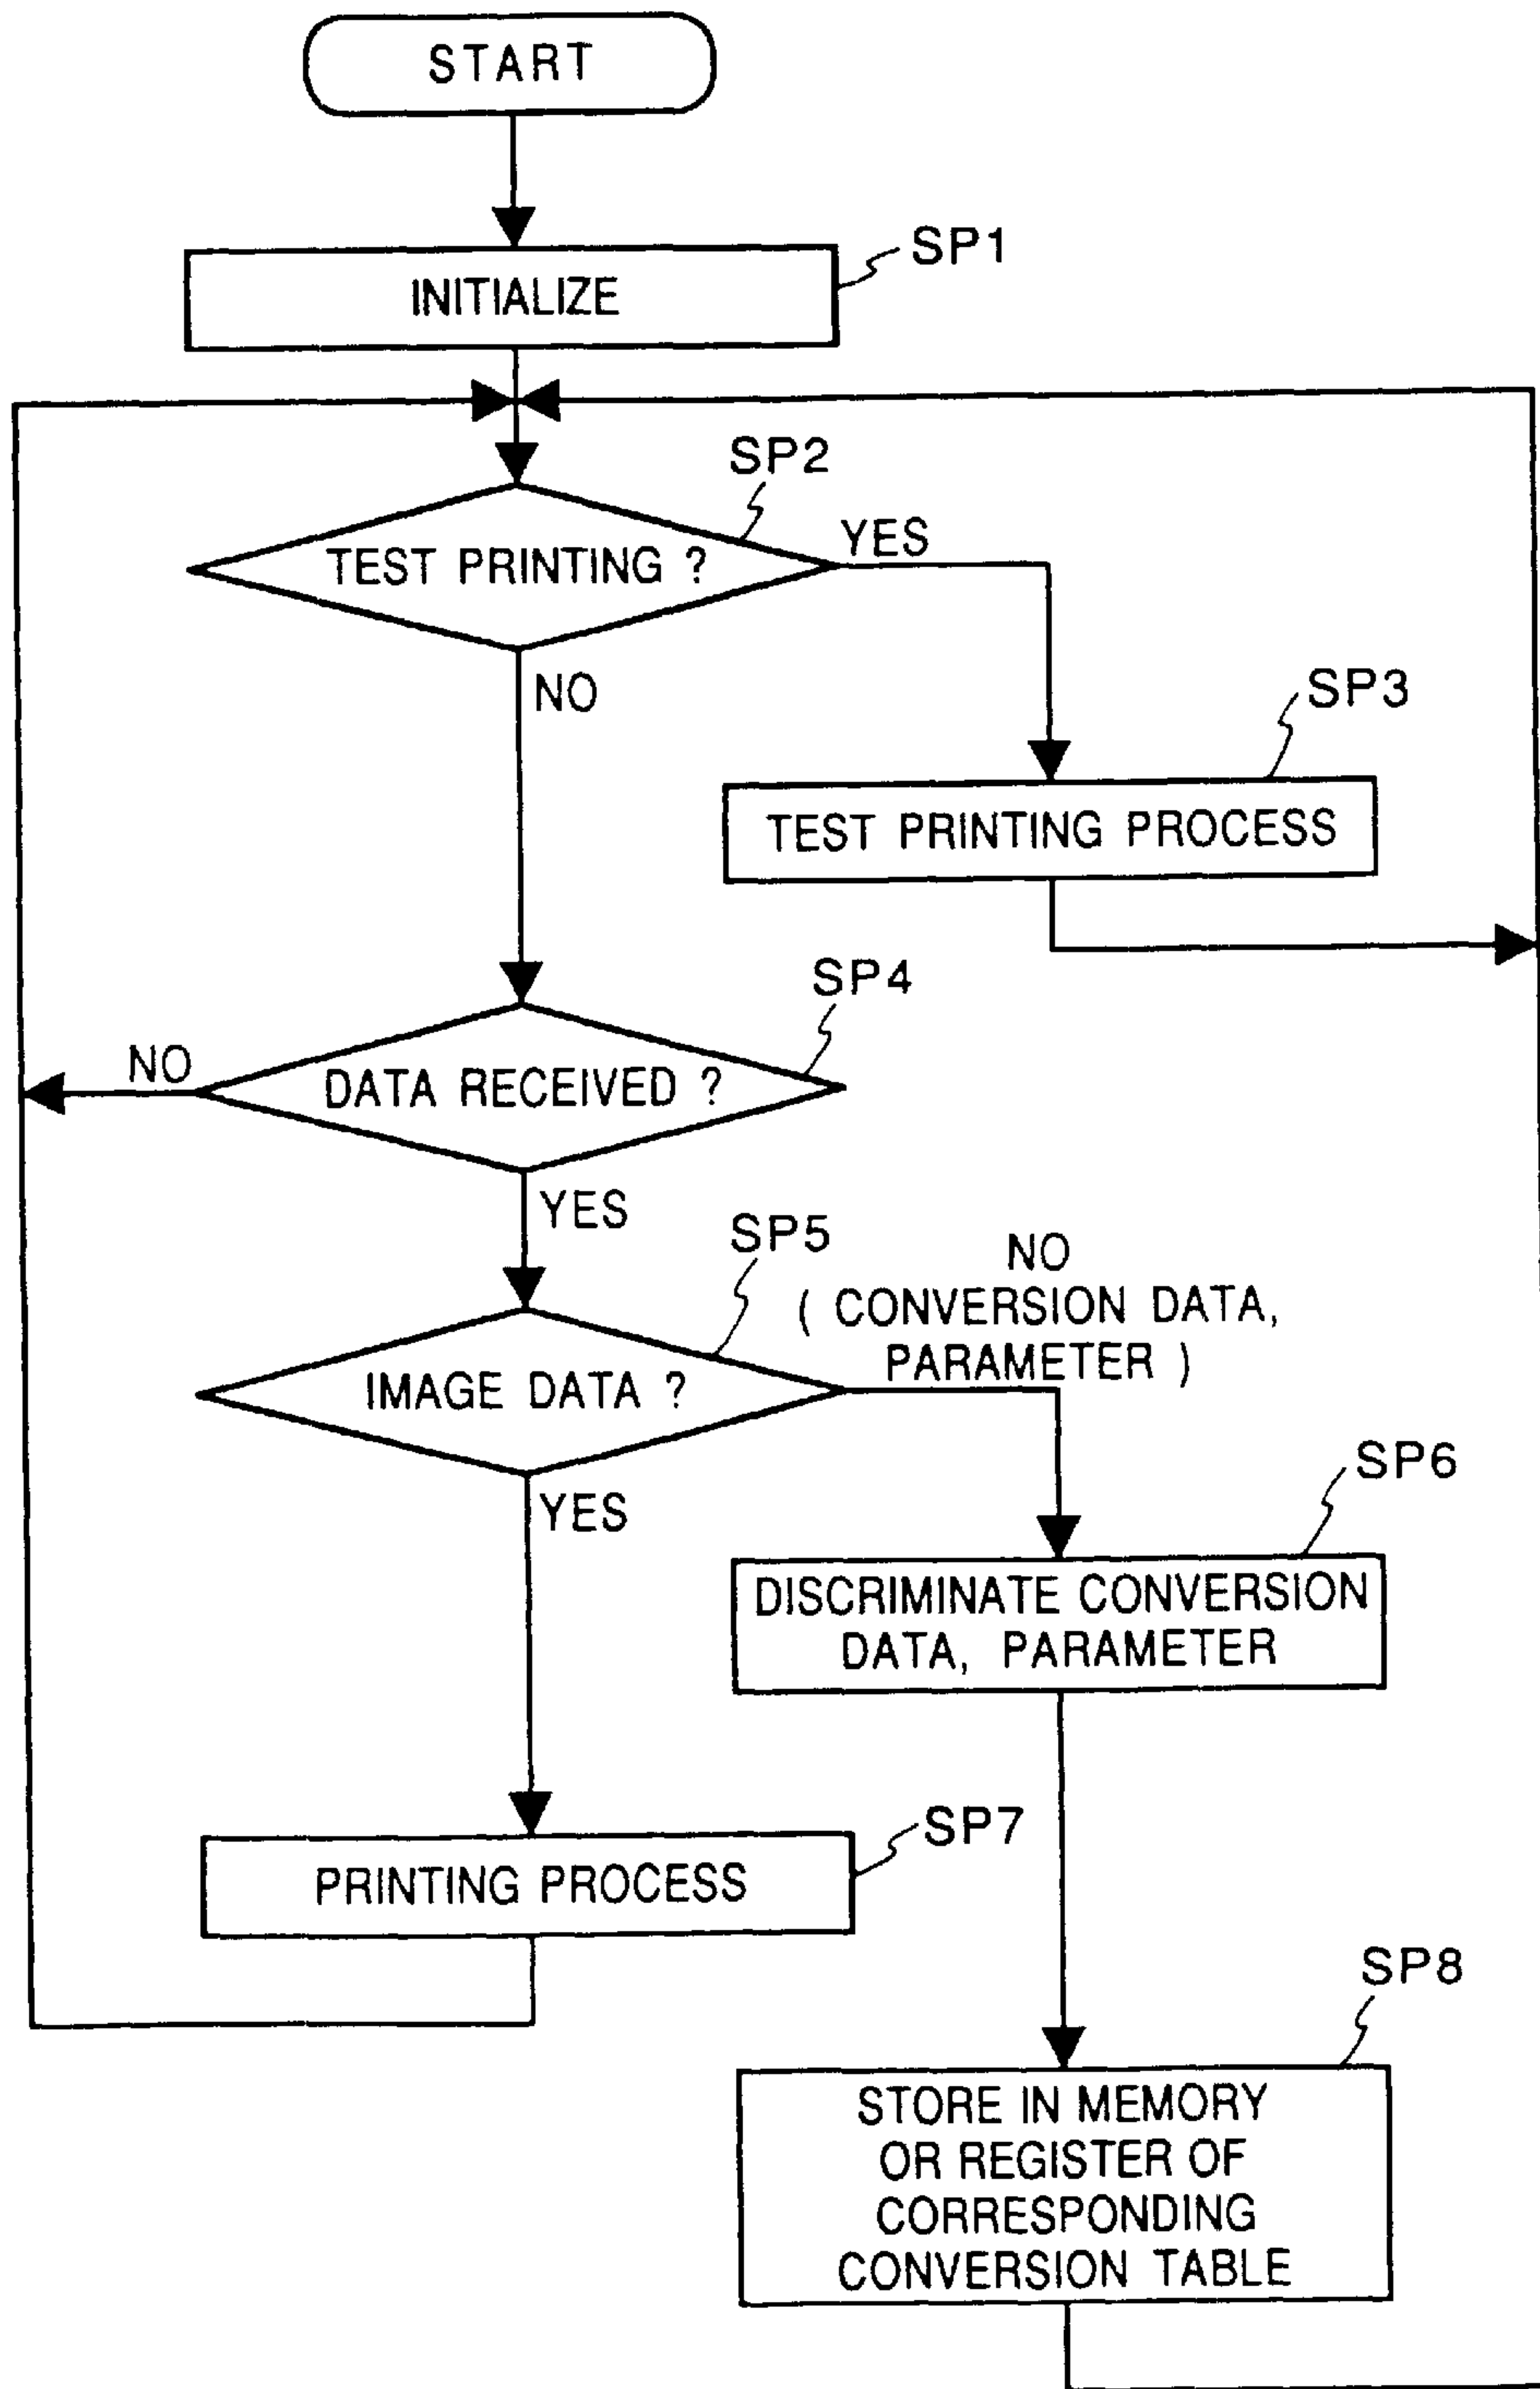 START
SP1
INITIALIZE
SP2
TEST PRINTING ?
YES
NO
SP3
TEST PRINTING PROCESS
SP4
NO
DATA RECEIVED ?
YES
SP5
NO
( CONVERSION DATA,
PARAMETER )
IMAGE DATA ?
YES
SP6
DISCRIMINATE CONVERSION
DATA, PARAMETER
SP7
PRINTING PROCESS
SP8
STORE IN MEMORY
OR REGISTER OF
CORRESPONDING
CONVERSION TABLE